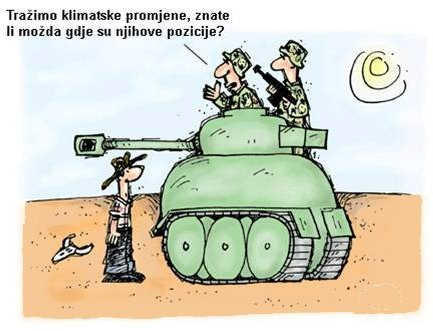 Tražimo klimatske promjene, znate
li možda gdje su njihove pozicije?